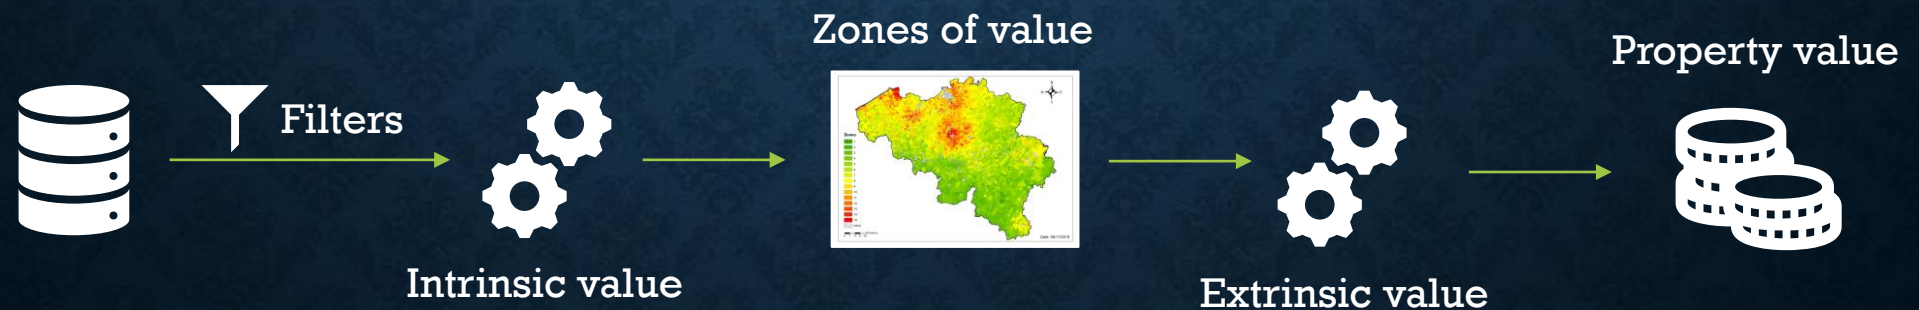 Zones of value
Property value
Filters
Intrinsic value
Extrinsic value